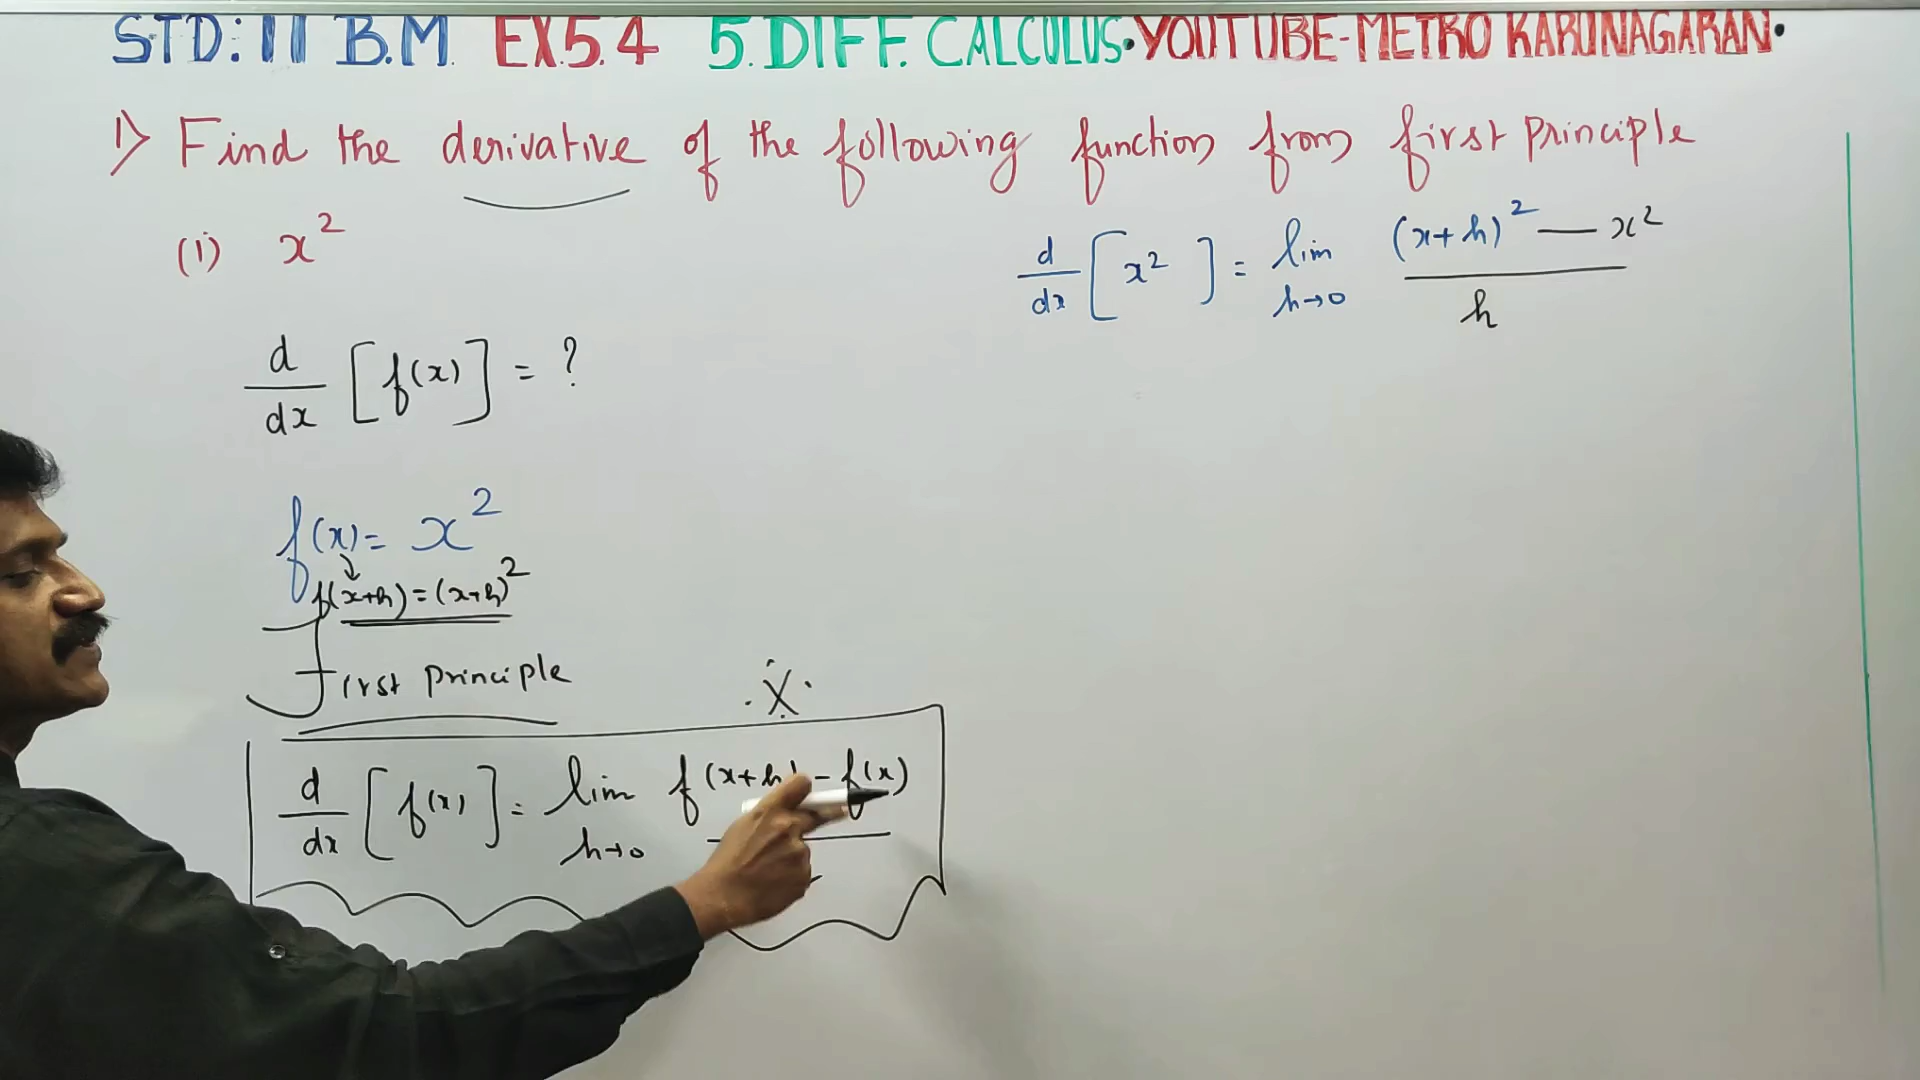 STD: 11 B.M. EX.5.4 5. DIFF. CALCULUS • YOUTUBE-METRO KARUNAGARAN •
1) Find the derivative of the following function from first principle
(i) x²
d/dx [f(x)] = ?
f(x) = x²
f(x+h) = (x+h)²
First principle
d/dx [f(x)] = lim h→0 f(x+h) - f(x)
d/dx [x²] = lim h→0 (x+h)² — x² / h